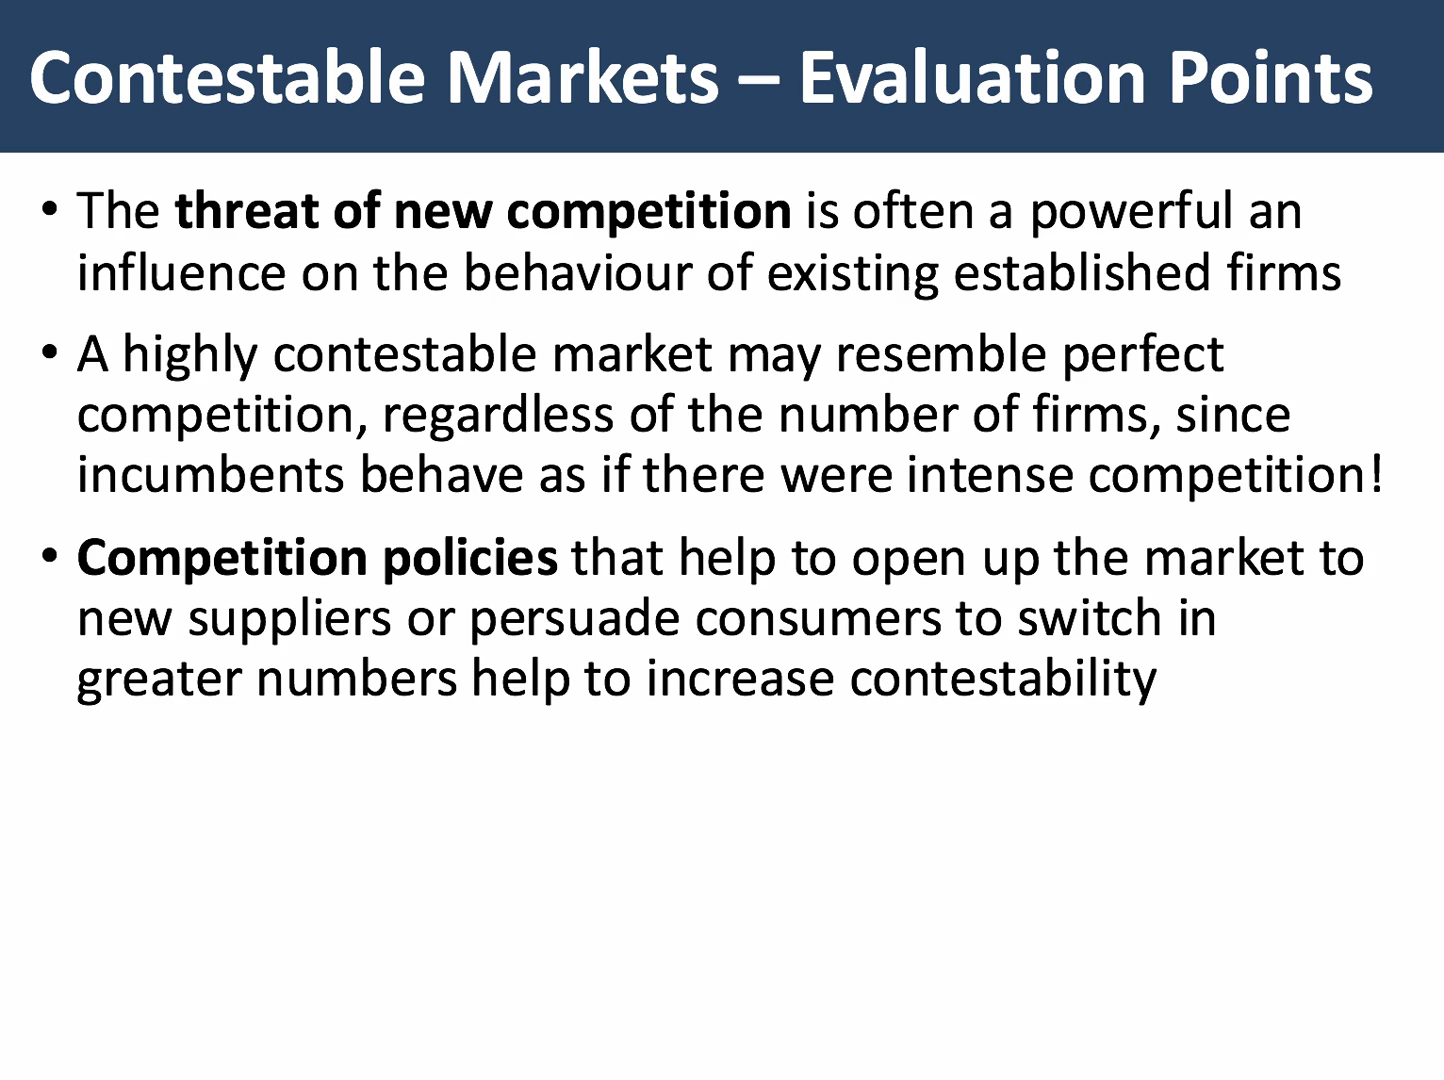 Contestable Markets – Evaluation Points
• The threat of new competition is often a powerful an
influence on the behaviour of existing established firms
• A highly contestable market may resemble perfect
competition, regardless of the number of firms, since
incumbents behave as if there were intense competition!
• Competition policies that help to open up the market to
new suppliers or persuade consumers to switch in
greater numbers help to increase contestability